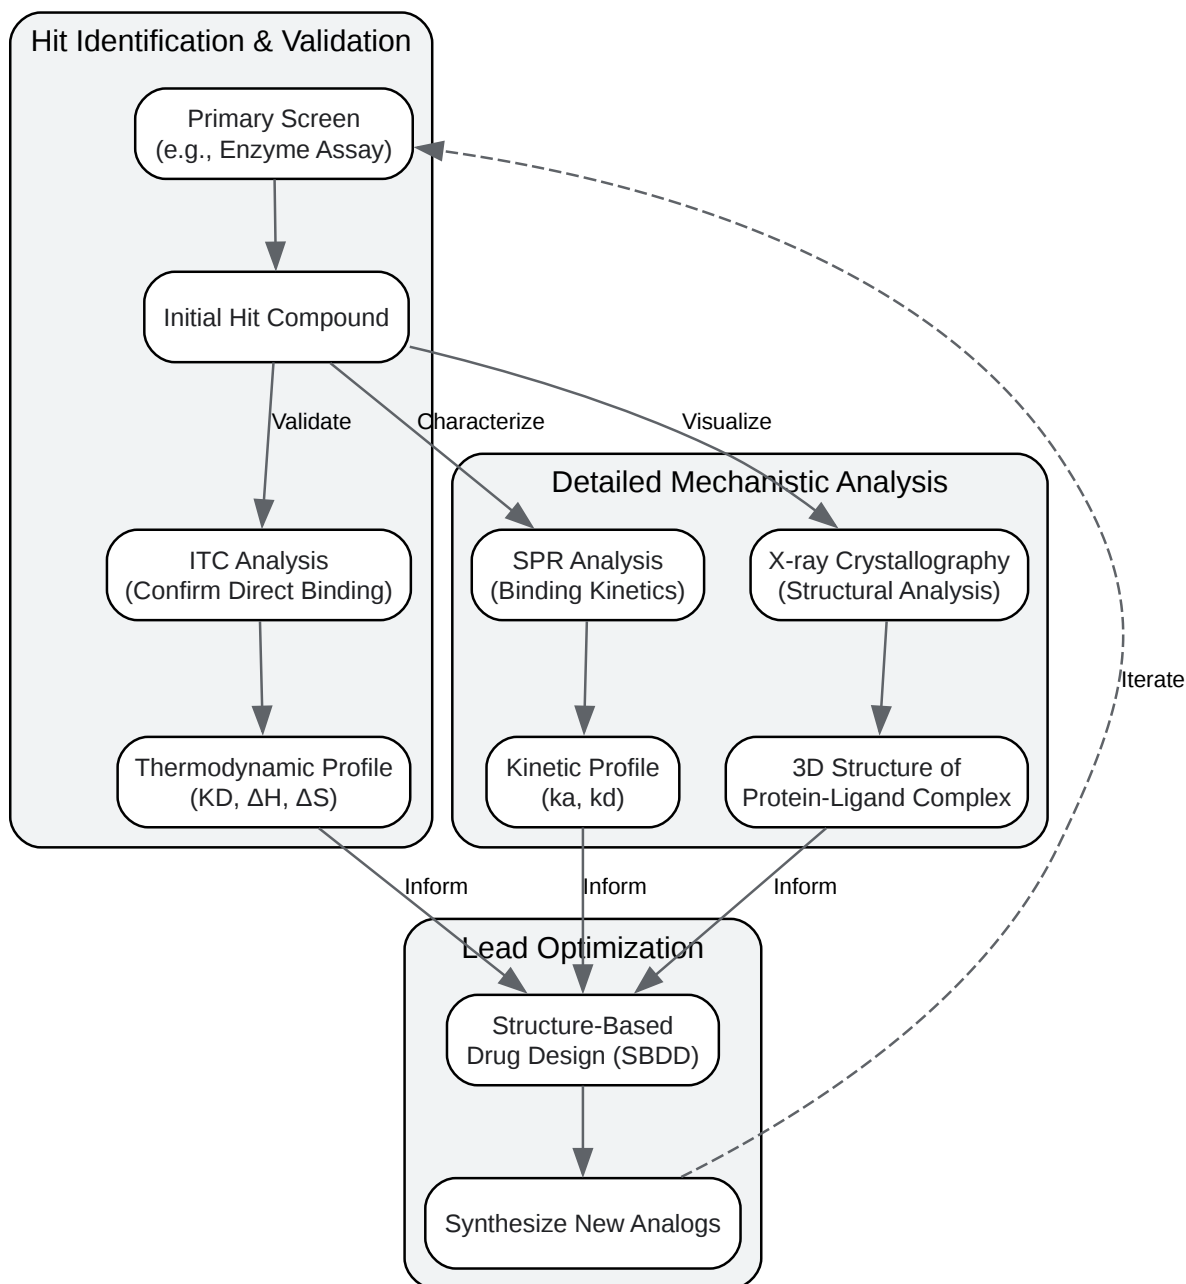 Hit Identification & Validation
Primary Screen
(e.g., Enzyme Assay)
Initial Hit Compound
Validate
Characterize
Visualize
Detailed Mechanistic Analysis
ITC Analysis
(Confirm Direct Binding)
SPR Analysis
(Binding Kinetics)
X-ray Crystallography
(Structural Analysis)
Iterate
Thermodynamic Profile
(KD, ΔH, ΔS)
Kinetic Profile
(ka, kd)
3D Structure of
Protein-Ligand Complex
Inform
Inform
Inform
Lead Optimization
Structure-Based
Drug Design (SBDD)
Synthesize New Analogs